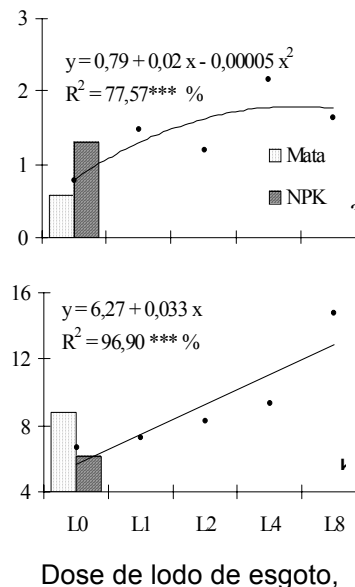 3
y = 0,79 + 0,02 x - 0,00005 x²
R² = 77,57*** %
2
Mata
1
NPK
0
16
y = 6,27 + 0,033 x
R² = 96,90 *** %
12
8
4
L0 L1 L2 L4 L8
Dose de lodo de esgoto,